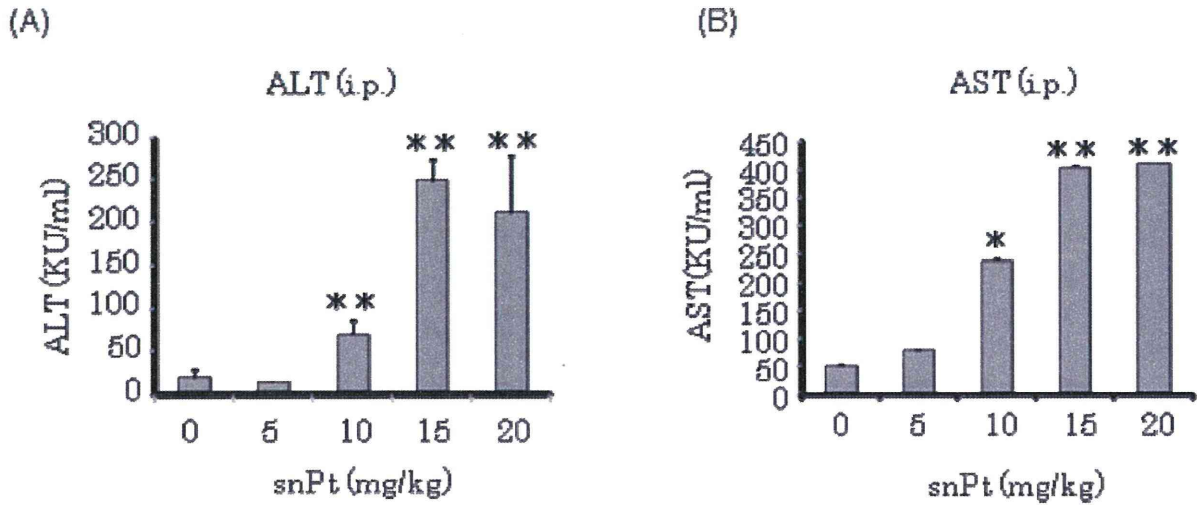 (A)
ALT (i.p.)
ALT (KU/ml)
300
250
200
150
100
50
0
** ** **
0 5 10 15 20
snPt (mg/kg)
(B)
AST (i.p.)
AST(KU/ml)
450
400
350
300
250
200
150
100
50
0
* ** **
0 5 10 15 20
snPt (mg/kg)